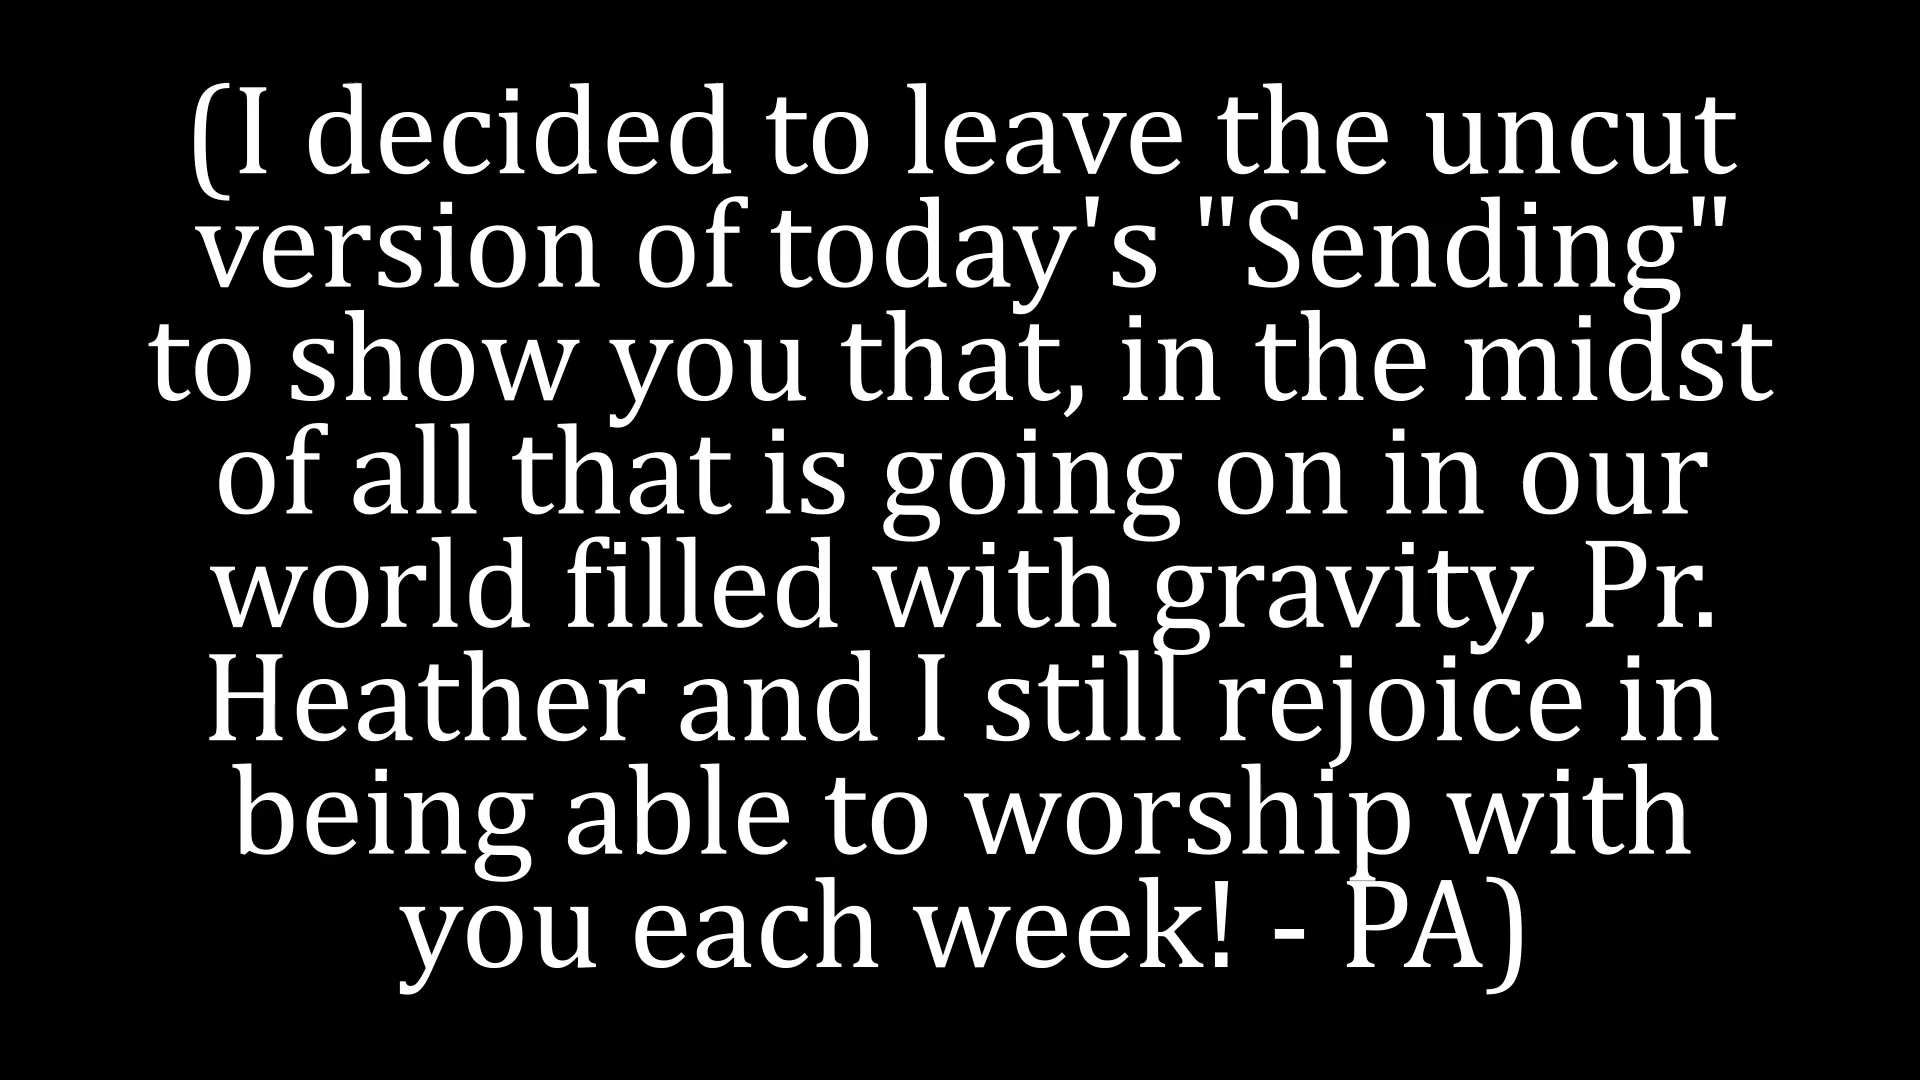 (I decided to leave the uncut
version of today's "Sending"
to show you that, in the midst
of all that is going on in our
world filled with gravity, Pr.
Heather and I still rejoice in
being able to worship with
you each week! - PA)